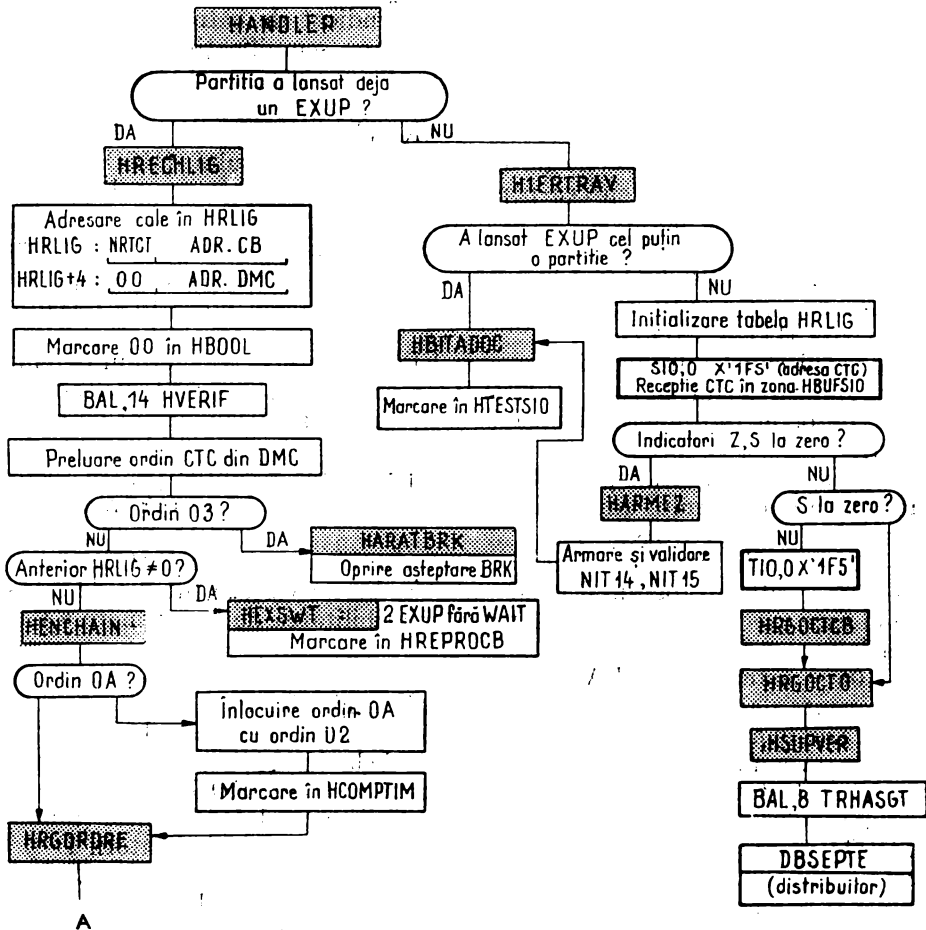 HANDLER
Partitia a lansat deja
un EXUP ?
DA
NU
HRECHLIG
H1ERTRAV
Adresare cale în HRLIG
HRLIG : NRTCT ADR. CB
HRLIG+4 : 00 ADR. DMC
A lansat EXUP cel puțin
o partitie ?
DA
NU
Marcare 00 în HBOOL
HBITADOC
Initializare tabela HRLIG
BAL,14 HVERIF
Marcare în HTESTSIO
SIO,0 X'1F5' (adresa CTC)
Receptie CTC în zona HBUFSIO
Preluare ordin CTC din DMC
Indicatori Z,S la zero ?
DA
NU
Ordin 03 ?
HARMEZ
S la zero ?
NU
DA
HARATBRK
Oprire asteptare BRK
Armare și validare
NIT14, NIT15
NU
Anterior HRLIG ≠0?
TIO,0 X'1F5'
NU
DA
HEXSWT : 2 EXUP fără WAIT
Marcare în HREPROCB
HENCHAIN
HRGOCTCB
Ordin 0A ?
HRGOCTO
Înlocuire ordin 0A
cu ordin 02
HSUPVER
Marcare în HCOMPTIM
BAL,8 TRHASGT
HRGORDRE
DBSEPTE
(distribuitor)
A